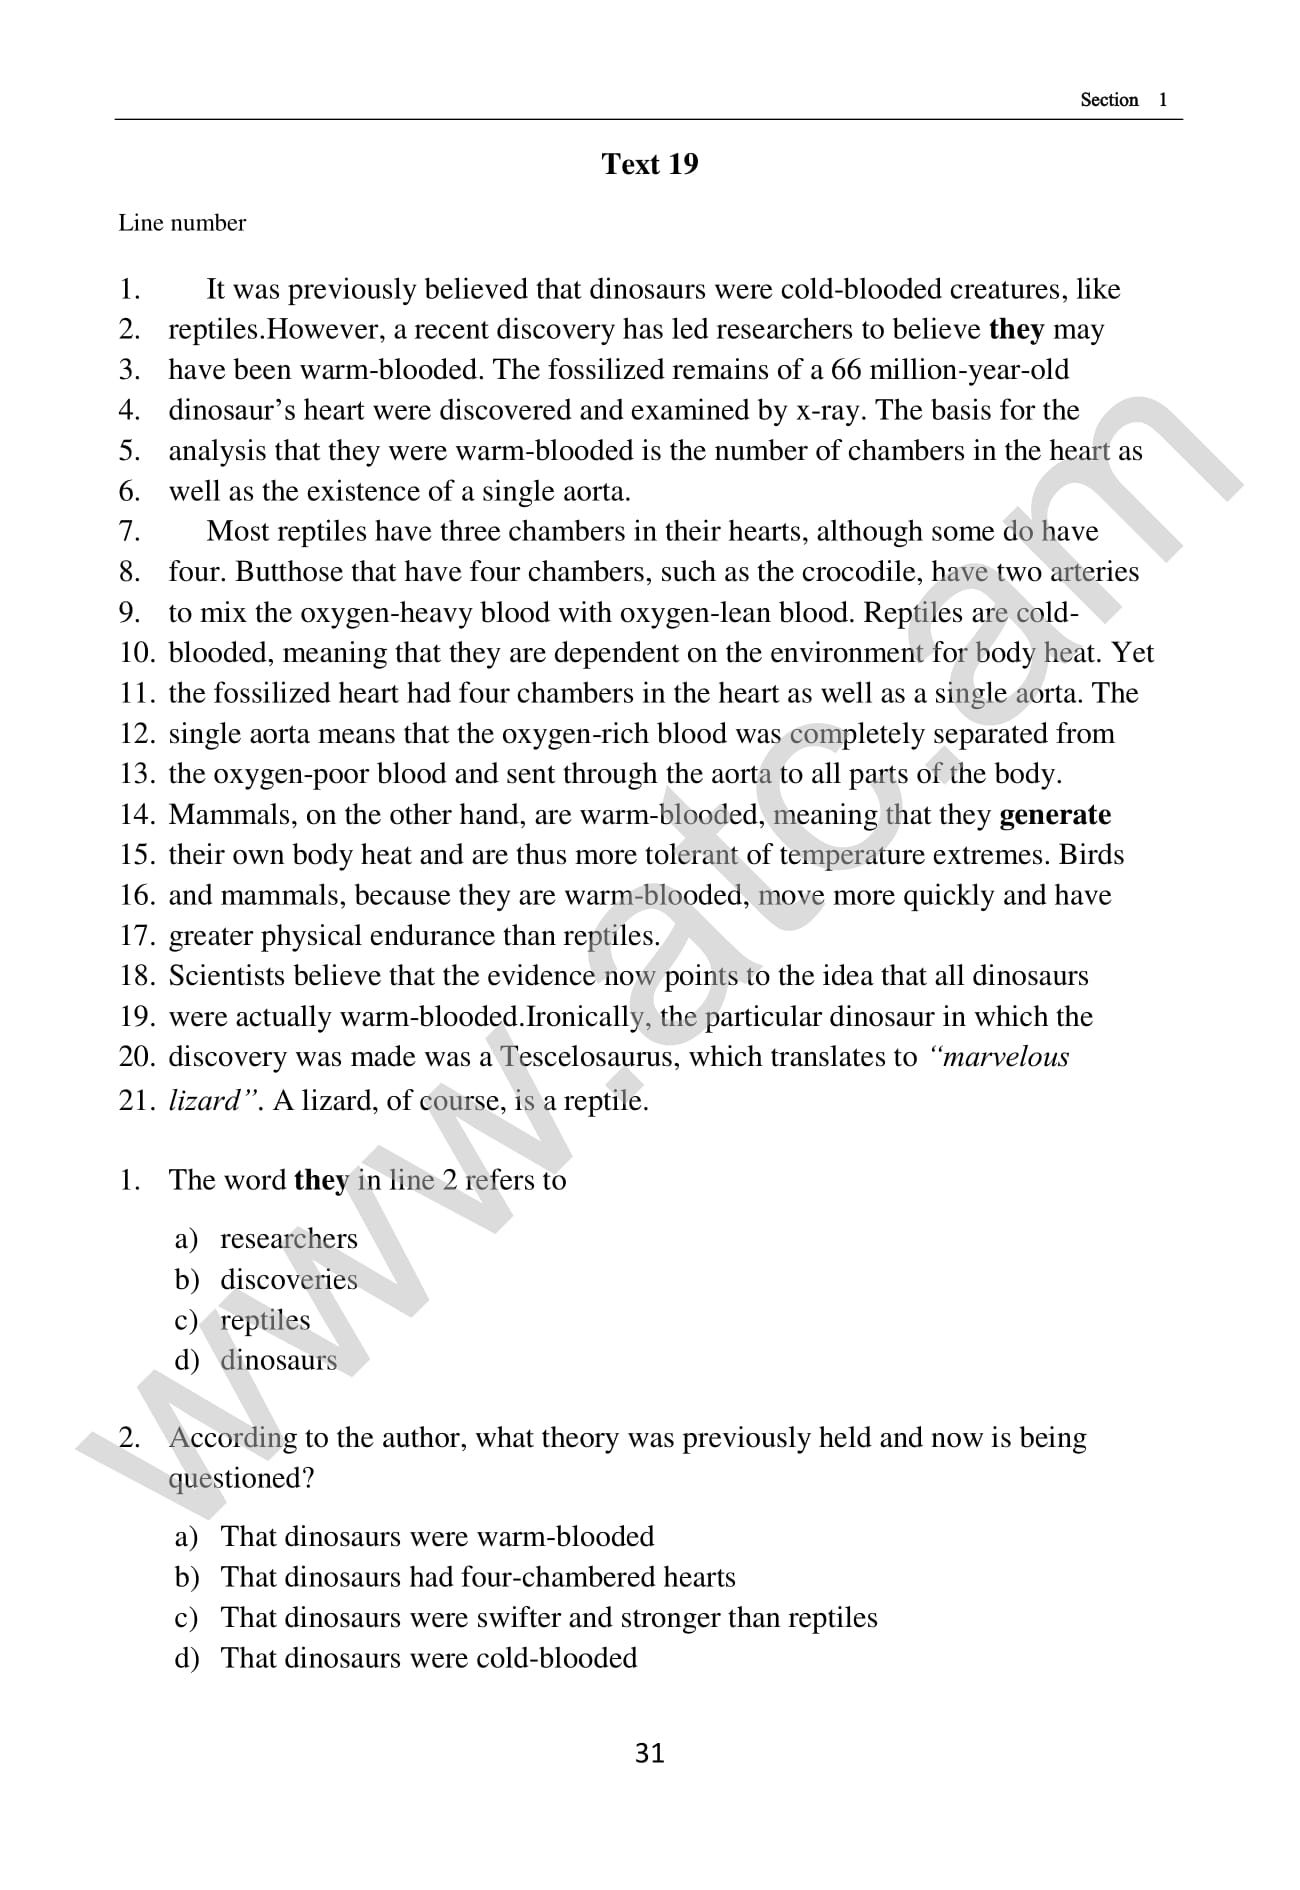 Section 1
Text 19
Line number
1. It was previously believed that dinosaurs were cold-blooded creatures, like
2. reptiles.However, a recent discovery has led researchers to believe they may
3. have been warm-blooded. The fossilized remains of a 66 million-year-old
4. dinosaur’s heart were discovered and examined by x-ray. The basis for the
5. analysis that they were warm-blooded is the number of chambers in the heart as
6. well as the existence of a single aorta.
7. Most reptiles have three chambers in their hearts, although some do have
8. four. Butthose that have four chambers, such as the crocodile, have two arteries
9. to mix the oxygen-heavy blood with oxygen-lean blood. Reptiles are cold-
10. blooded, meaning that they are dependent on the environment for body heat. Yet
11. the fossilized heart had four chambers in the heart as well as a single aorta. The
12. single aorta means that the oxygen-rich blood was completely separated from
13. the oxygen-poor blood and sent through the aorta to all parts of the body.
14. Mammals, on the other hand, are warm-blooded, meaning that they generate
15. their own body heat and are thus more tolerant of temperature extremes. Birds
16. and mammals, because they are warm-blooded, move more quickly and have
17. greater physical endurance than reptiles.
18. Scientists believe that the evidence now points to the idea that all dinosaurs
19. were actually warm-blooded.Ironically, the particular dinosaur in which the
20. discovery was made was a Tescelosaurus, which translates to “marvelous
21. lizard”. A lizard, of course, is a reptile.
1. The word they in line 2 refers to
a) researchers
b) discoveries
c) reptiles
d) dinosaurs
2. According to the author, what theory was previously held and now is being
questioned?
a) That dinosaurs were warm-blooded
b) That dinosaurs had four-chambered hearts
c) That dinosaurs were swifter and stronger than reptiles
d) That dinosaurs were cold-blooded
31
www.atc.am